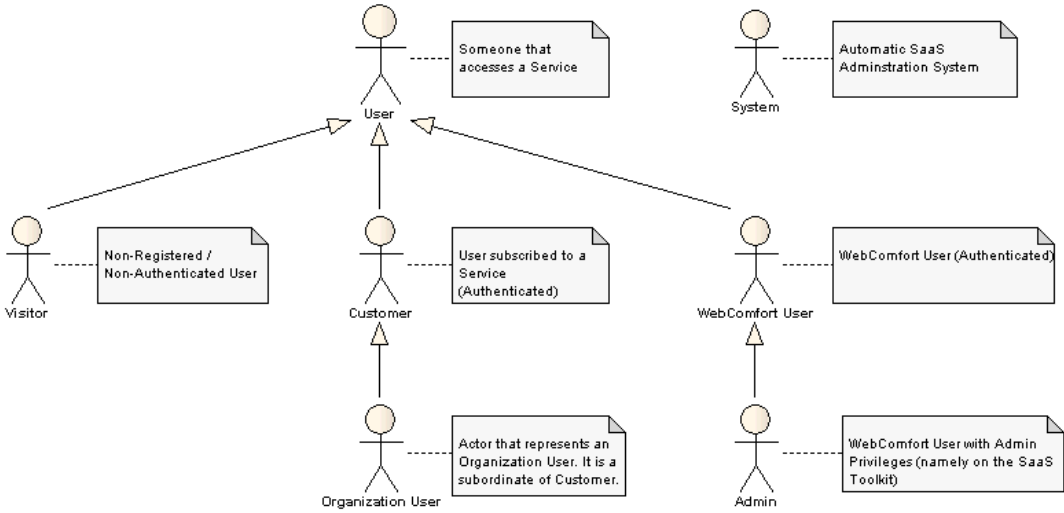 Someone that
accesses a Service
User
Automatic SaaS
Adminstration System
System
Non-Registered /
Non-Authenticated User
Visitor
User subscribed to a
Service
(Authenticated)
Customer
WebComfort User (Authenticated)
WebComfort User
Actor that represents an
Organization User. It is a
subordinate of Customer.
Organization User
WebComfort User with Admin
Privileges (namely on the SaaS
Toolkit)
Admin